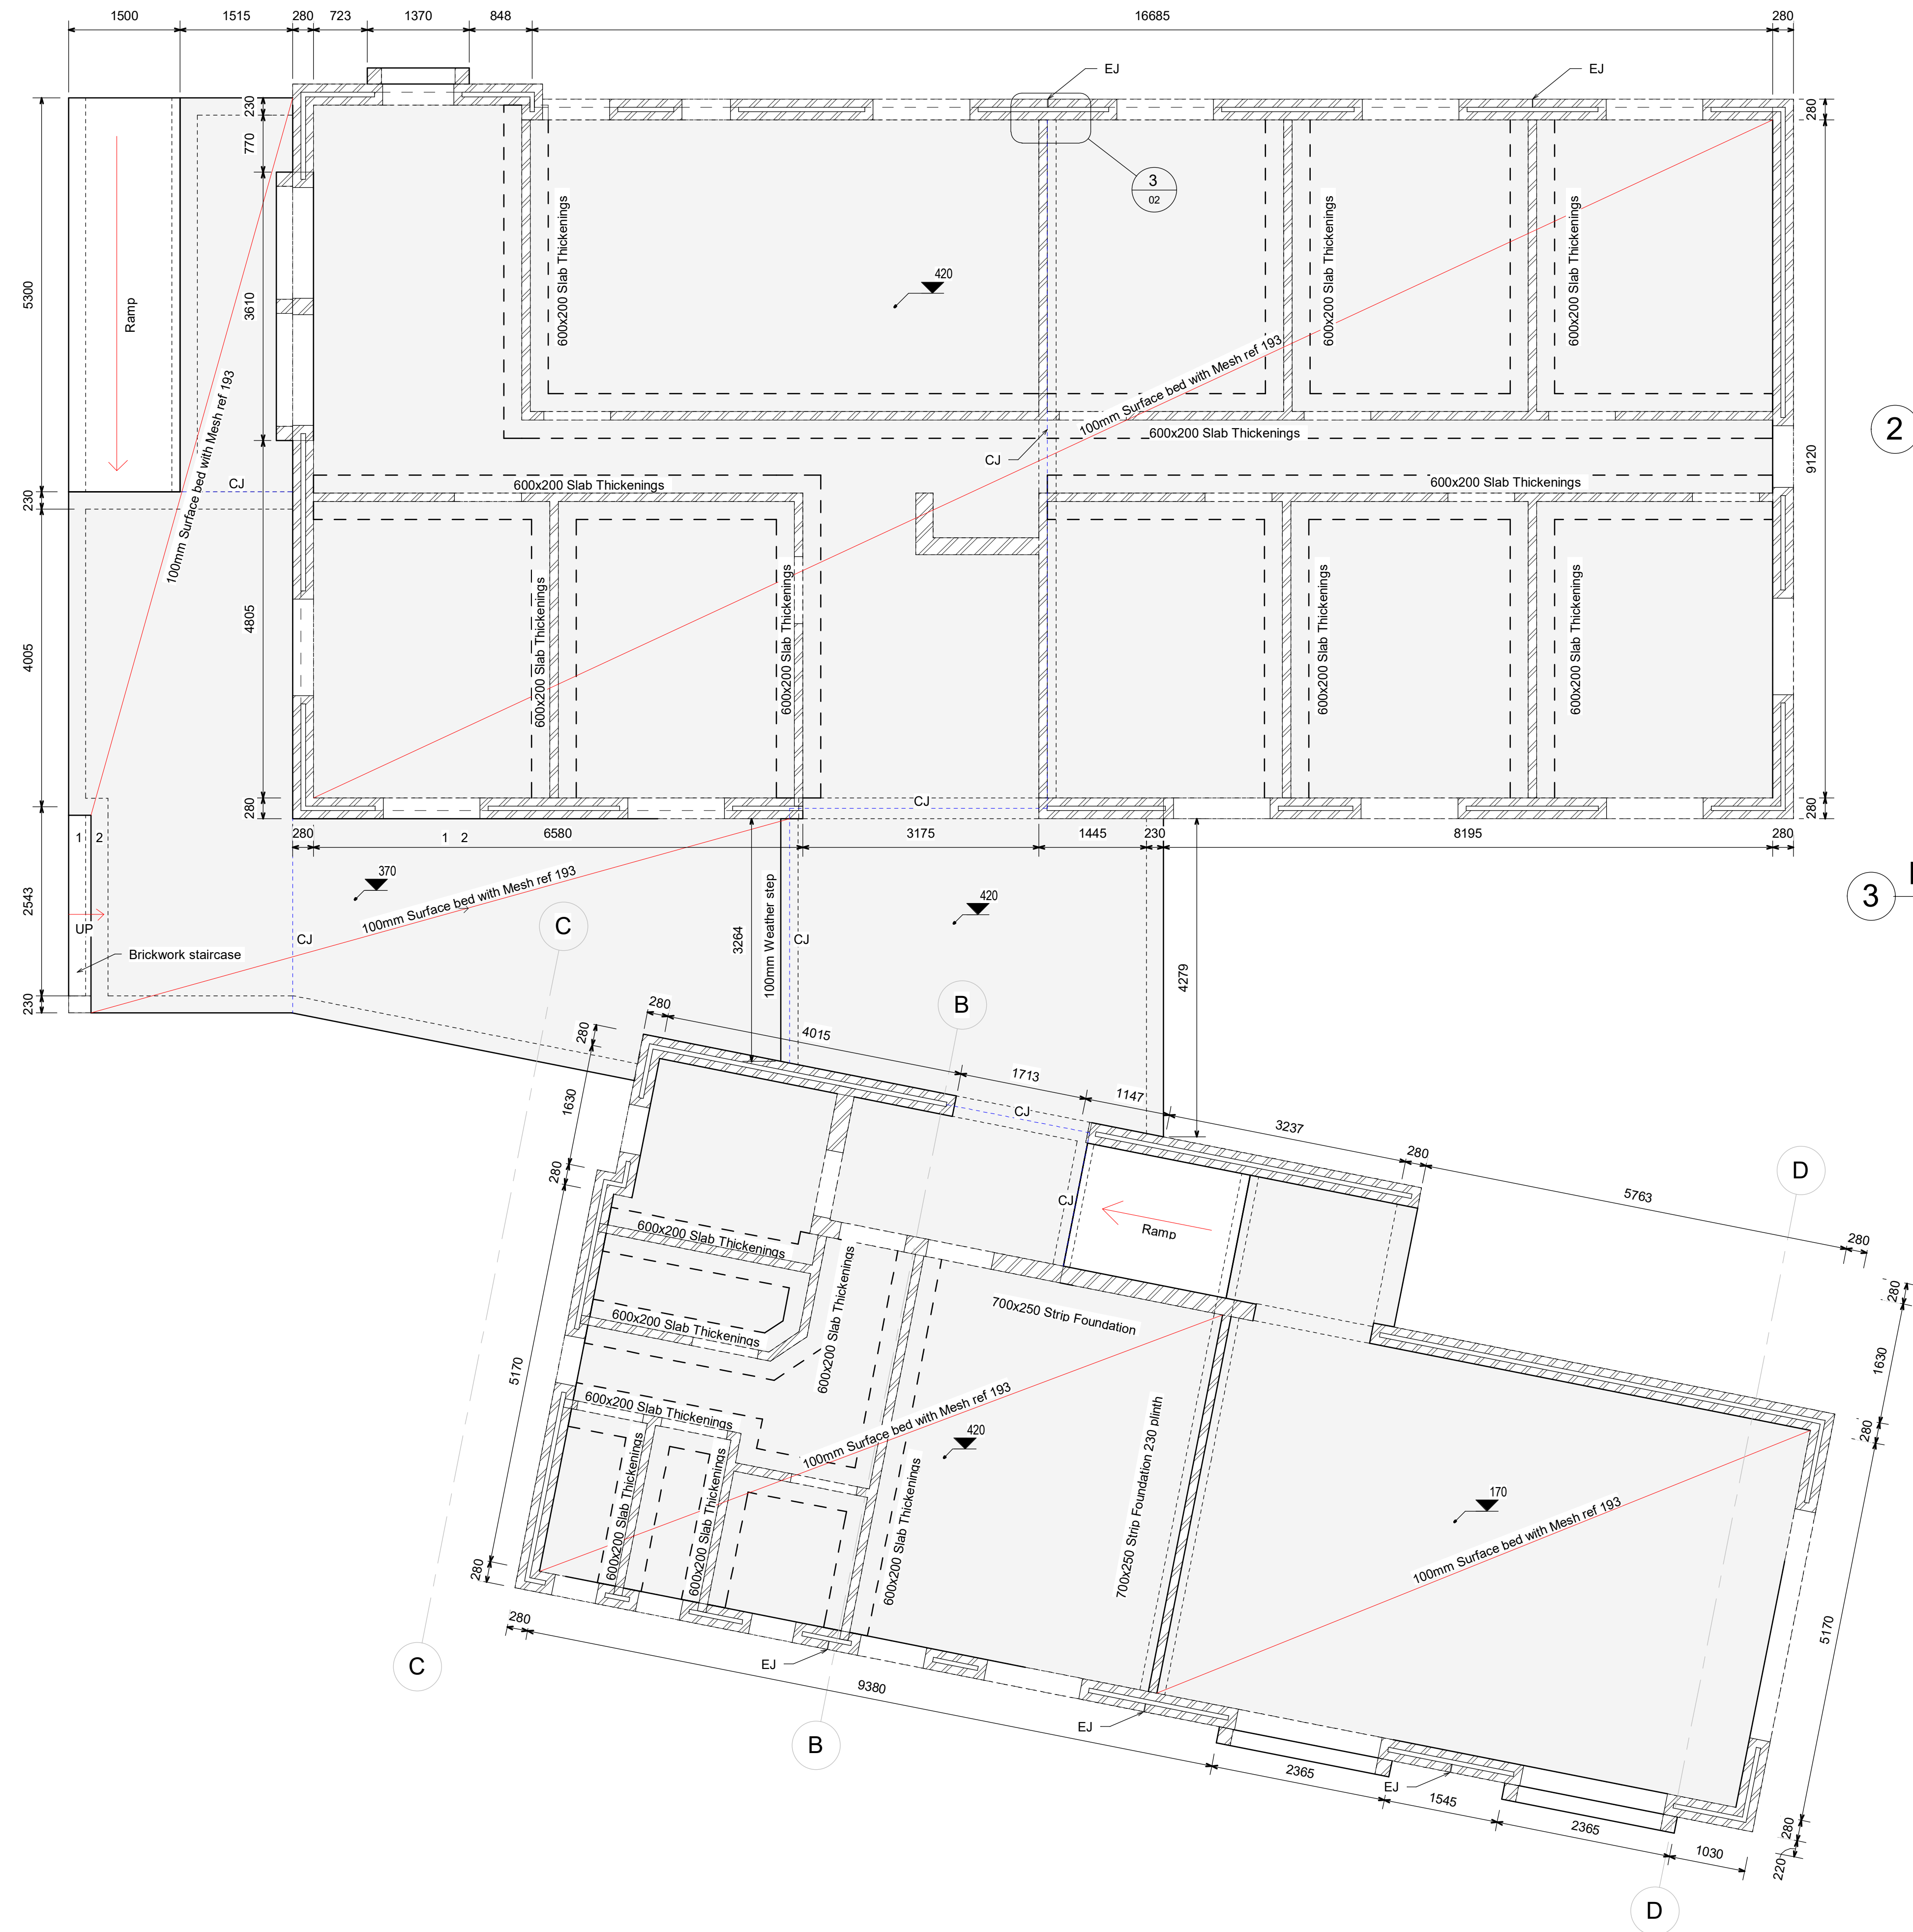 1500
1515
280
723
1370
848
16685
280
EJ
EJ
230
770
3610
4805
280
5300
230
4005
2543
230
Ramp
100mm Surface bed with Mesh ref 193
CJ
600x200 Slab Thickenings
3
02
600x200 Slab Thickenings
600x200 Slab Thickenings
280
420
100mm Surface bed with Mesh ref 193
600x200 Slab Thickenings
CJ
9120
2
600x200 Slab Thickenings
600x200 Slab Thickenings
600x200 Slab Thickenings
600x200 Slab Thickenings
600x200 Slab Thickenings
600x200 Slab Thickenings
CJ
280
1 2
280
1 2
6580
3175
1445
230
8195
280
370
100mm Surface bed with Mesh ref 193
UP
Brickwork staircase
CJ
C
3264
100mm Weather step
CJ
420
4279
3
B
280
4015
280
1713
1147
3237
280
5763
280
D
1630
280
CJ
CJ
Ramp
600x200 Slab Thickenings
600x200 Slab Thickenings
600x200 Slab Thickenings
700x250 Strip Foundation
280
1630
280
5170
600x200 Slab Thickenings
600x200 Slab Thickenings
600x200 Slab Thickenings
100mm Surface bed with Mesh ref 193
420
600x200 Slab Thickenings
700x250 Strip Foundation 230 plinth
170
100mm Surface bed with Mesh ref 193
5170
280
280
C
EJ
9380
B
EJ
2365
EJ
1545
2365
1030
280
220
D